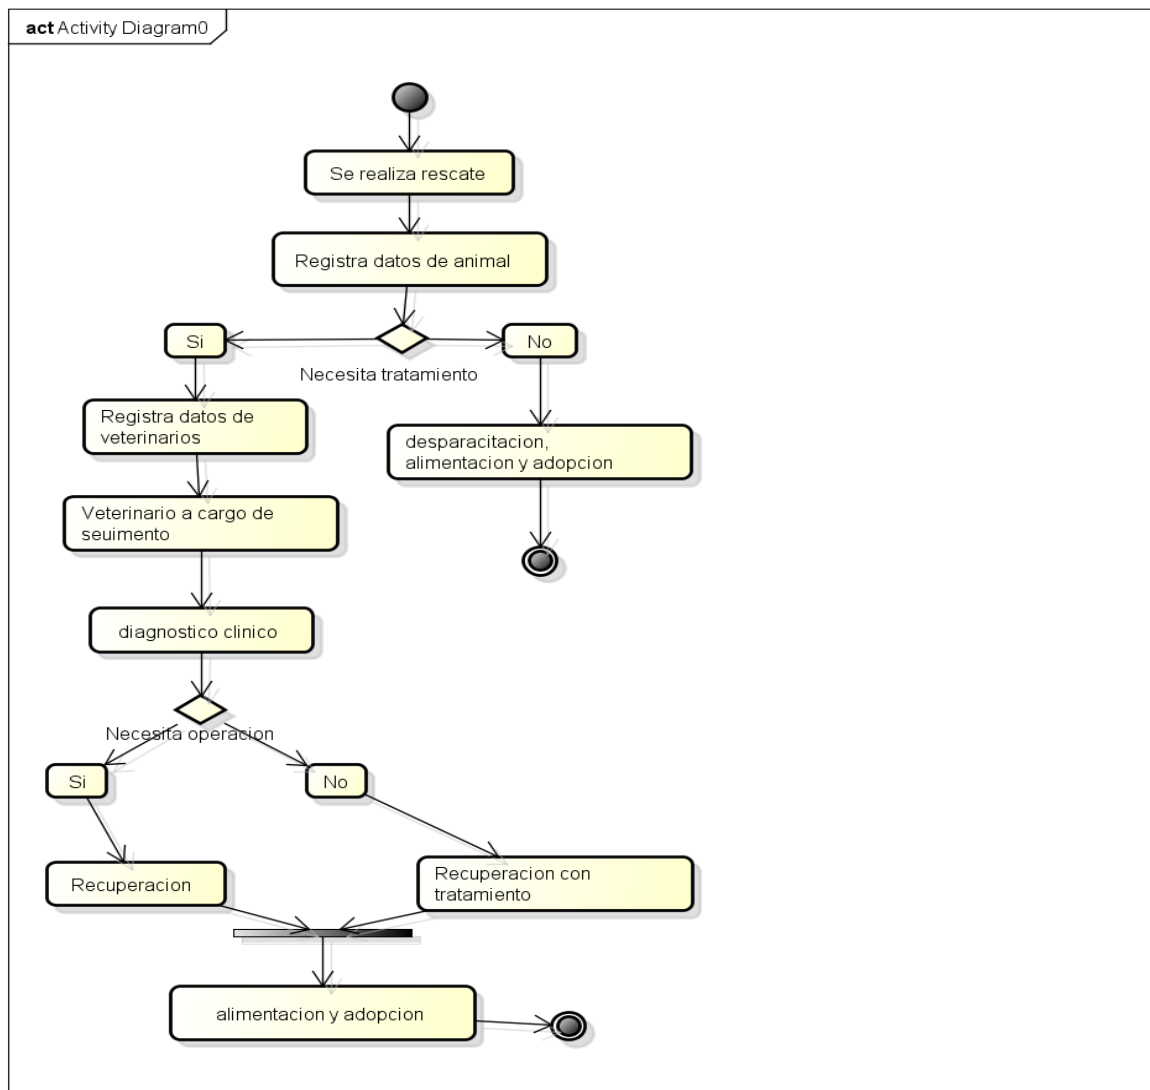 act Activity Diagram0
Se realiza rescate
Registra datos de animal
Si
No
Necesita tratamiento
Registra datos de
veterinarios
desparacitacion,
alimentacion y adopcion
Veterinario a cargo de
seuimento
diagnostico clinico
Necesita operacion
Si
No
Recuperacion
Recuperacion con
tratamiento
alimentacion y adopcion